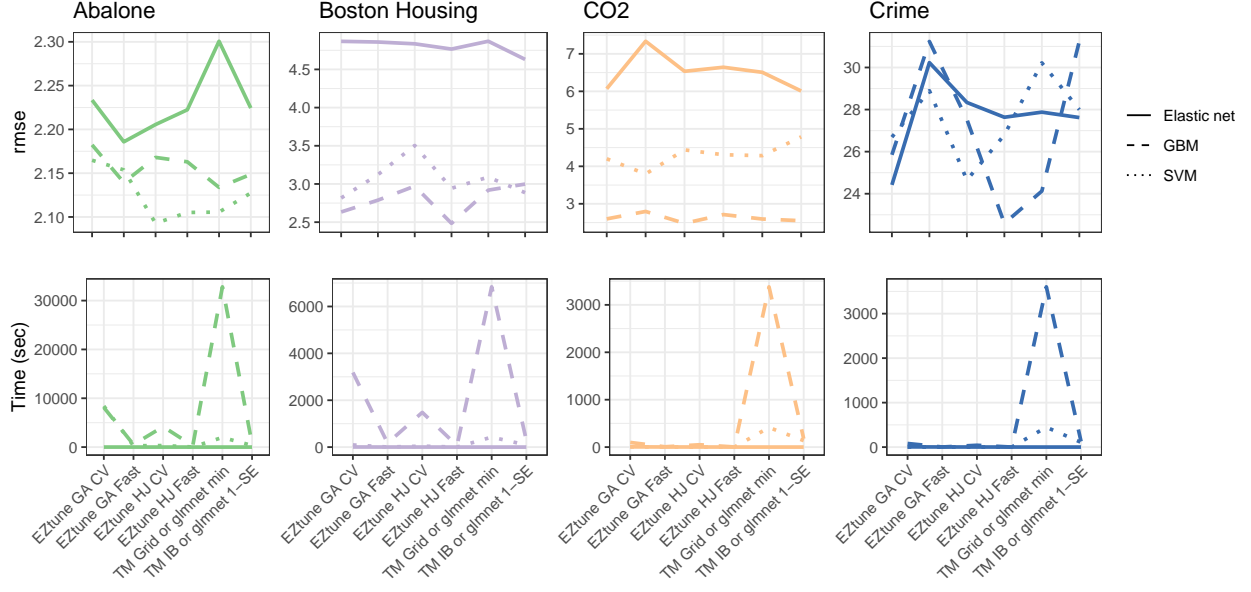 Abalone
Boston Housing
CO2
Crime
rmse
2.30
2.25
2.20
2.15
2.10
4.5
4.0
3.5
3.0
2.5
7
6
5
4
3
30
28
26
24
Elastic net
GBM
SVM
Time (sec)
30000
20000
10000
0
6000
4000
2000
0
3000
2000
1000
0
3000
2000
1000
0
EZtune GA CV
EZtune GA Fast
EZtune HJ CV
EZtune HJ Fast
TM Grid or glmnet min
TM IB or glmnet 1−SE
EZtune GA CV
EZtune GA Fast
EZtune HJ CV
EZtune HJ Fast
TM Grid or glmnet min
TM IB or glmnet 1−SE
EZtune GA CV
EZtune GA Fast
EZtune HJ CV
EZtune HJ Fast
TM Grid or glmnet min
TM IB or glmnet 1−SE
EZtune GA CV
EZtune GA Fast
EZtune HJ CV
EZtune HJ Fast
TM Grid or glmnet min
TM IB or glmnet 1−SE